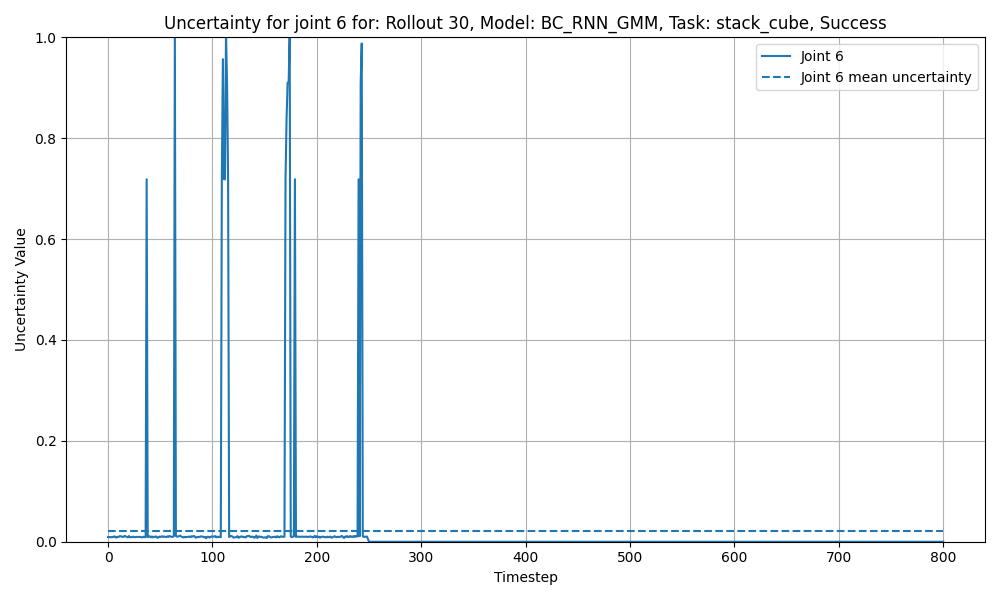 Uncertainty for joint 6 for: Rollout 30, Model: BC_RNN_GMM, Task: stack_cube, Success
Joint 6
Joint 6 mean uncertainty
Uncertainty Value
1.0
0.8
0.6
0.4
0.2
0.0
0 100 200 300 400 500 600 700 800
Timestep